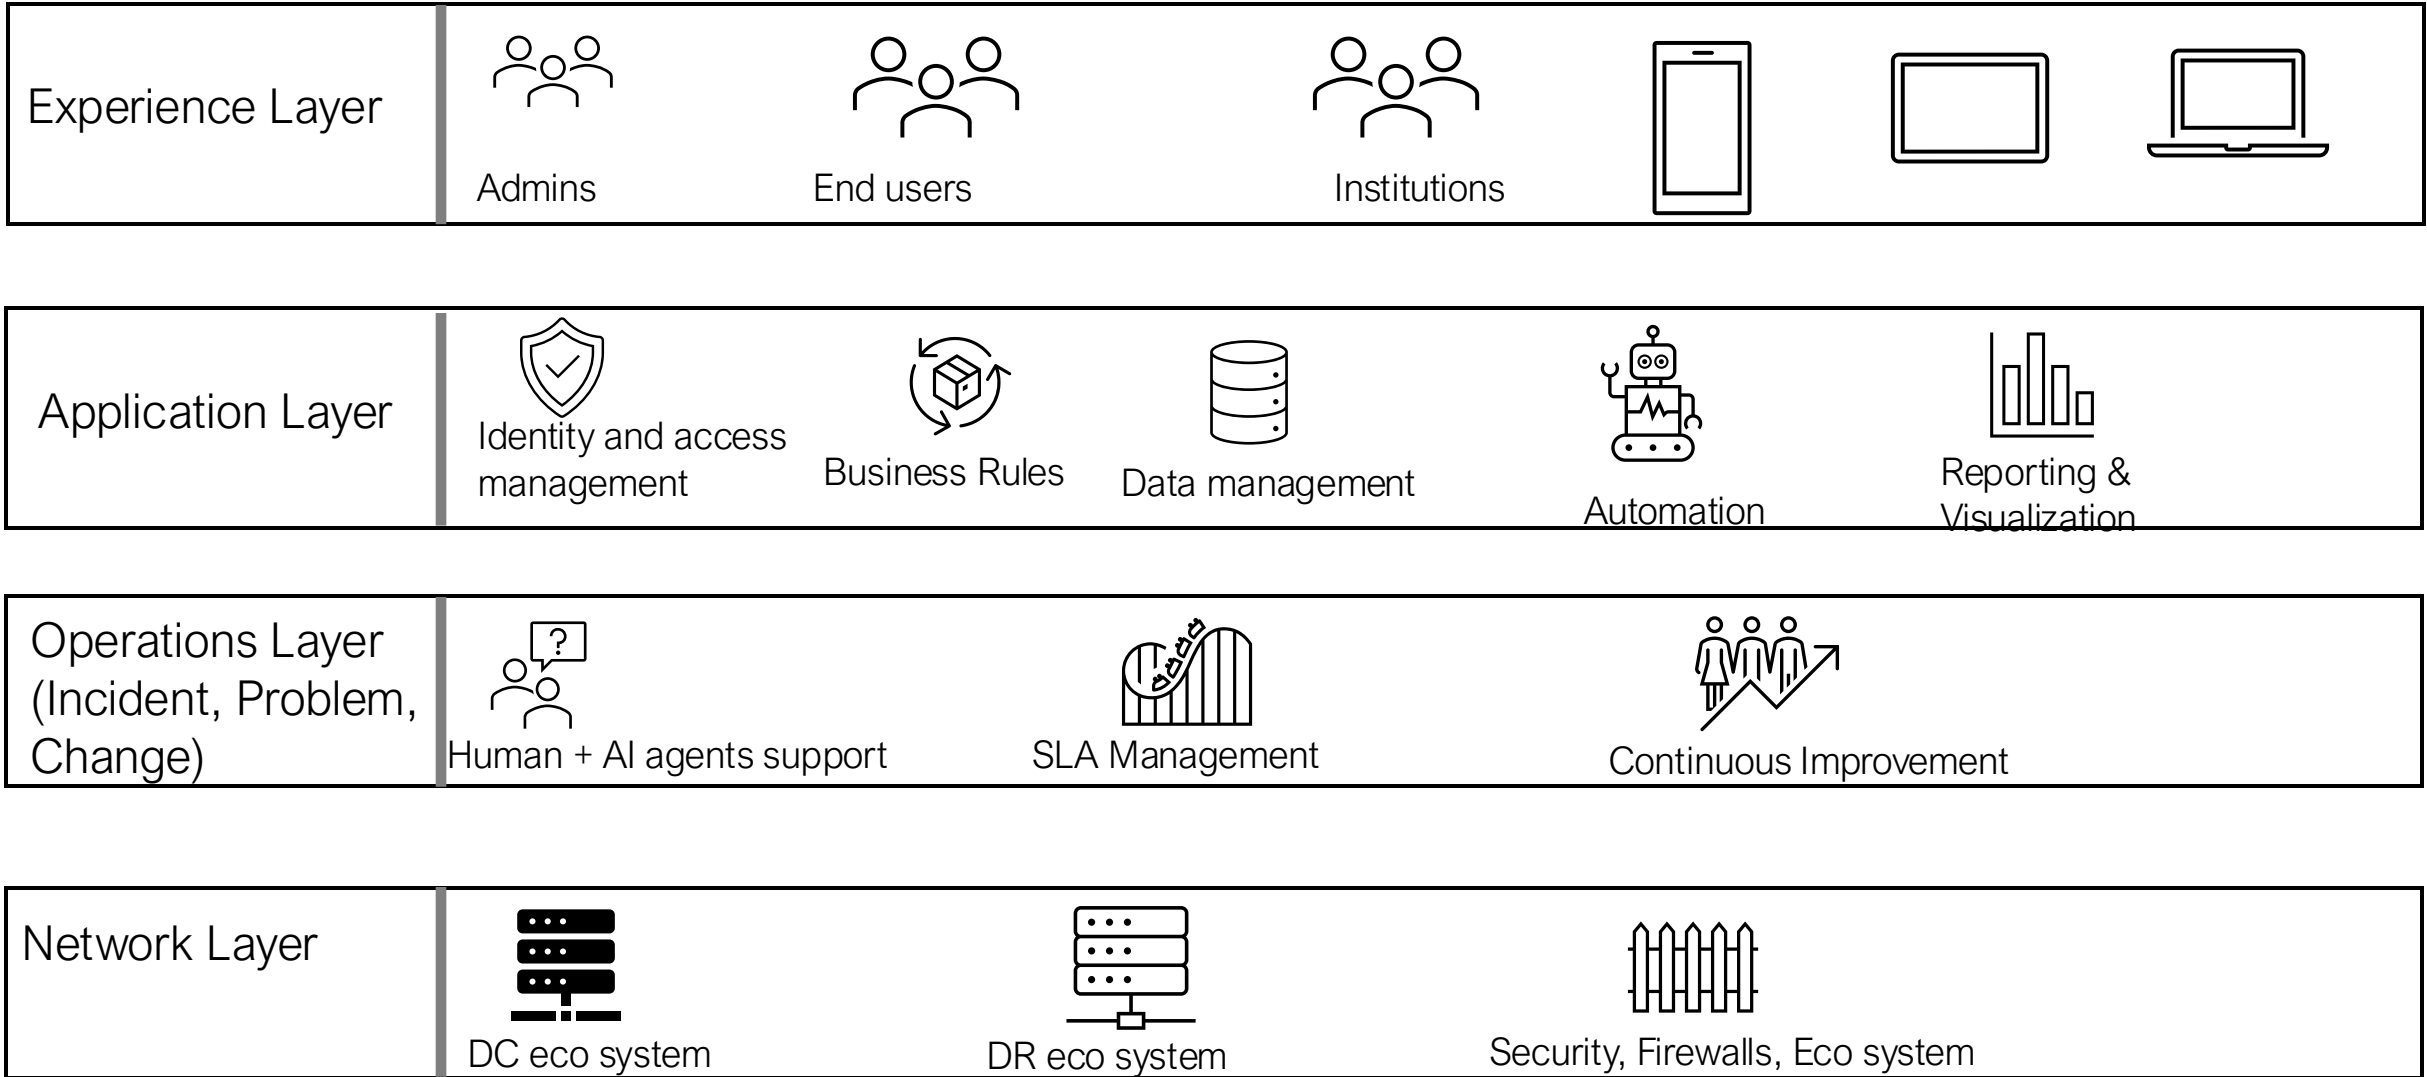 Experience Layer
Admins
End users
Institutions
Application Layer
Identity and access
management
Business Rules
Data management
Automation
Reporting &
Visualization
Operations Layer
(Incident, Problem,
Change)
?
Human + AI agents support
SLA Management
Continuous Improvement
Network Layer
DC eco system
DR eco system
Security, Firewalls, Eco system